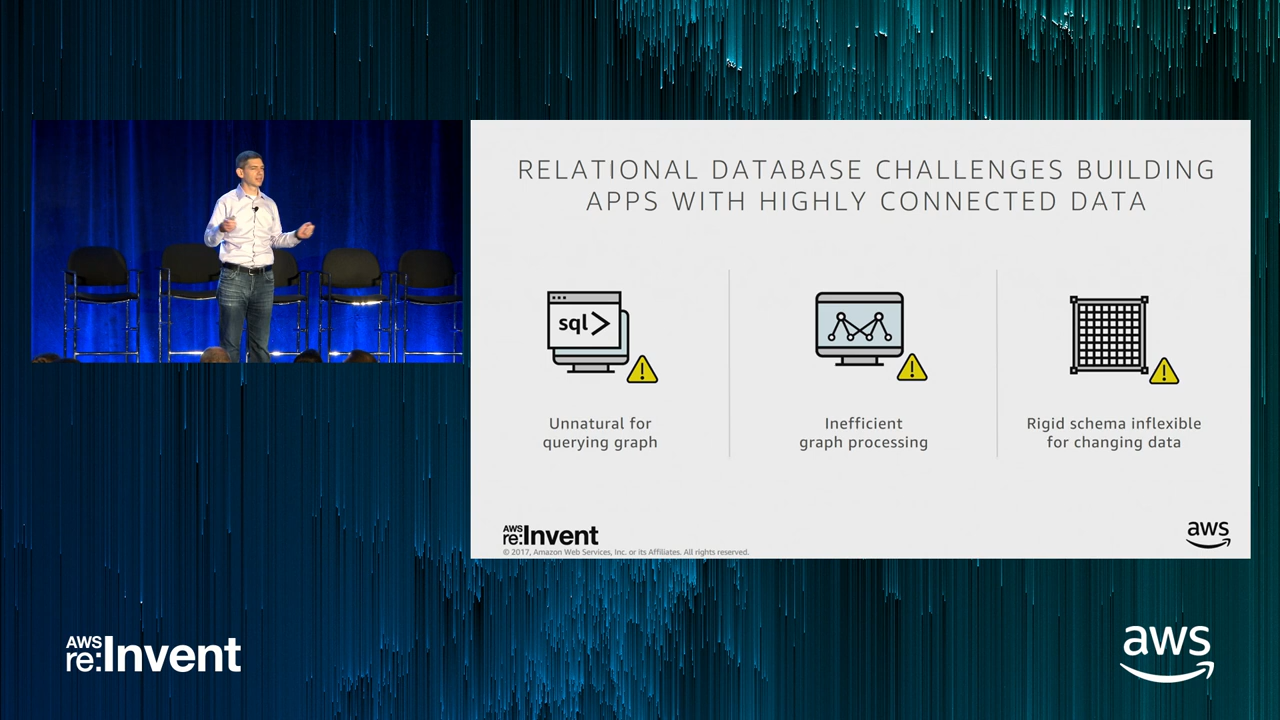 RELATIONAL DATABASE CHALLENGES BUILDING
APPS WITH HIGHLY CONNECTED DATA
sql>
Unnatural for
querying graph
Inefficient
graph processing
Rigid schema inflexible
for changing data
AWS
re:Invent
© 2017, Amazon Web Services, Inc. or its Affiliates. All rights reserved.
aws
AWS
re:Invent
aws